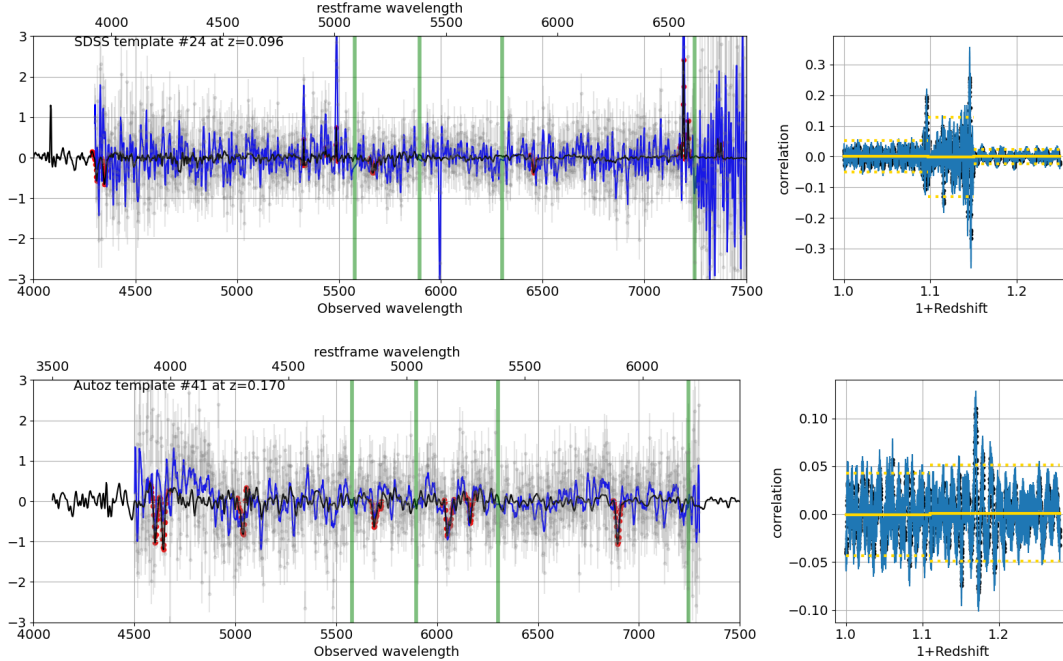 restframe wavelength
4000 4500 5000 5500 6000 6500
SDSS template #24 at z=0.096
3
2
1
0
−1
−2
−3
4000 4500 5000 5500 6000 6500 7000 7500
Observed wavelength
correlation
0.3
0.2
0.1
0.0
−0.1
−0.2
−0.3
1.0 1.1 1.2
1+Redshift
restframe wavelength
3500 4000 4500 5000 5500 6000
Autoz template #41 at z=0.170
3
2
1
0
−1
−2
−3
4000 4500 5000 5500 6000 6500 7000 7500
Observed wavelength
correlation
0.10
0.05
0.00
−0.05
−0.10
1.0 1.1 1.2
1+Redshift